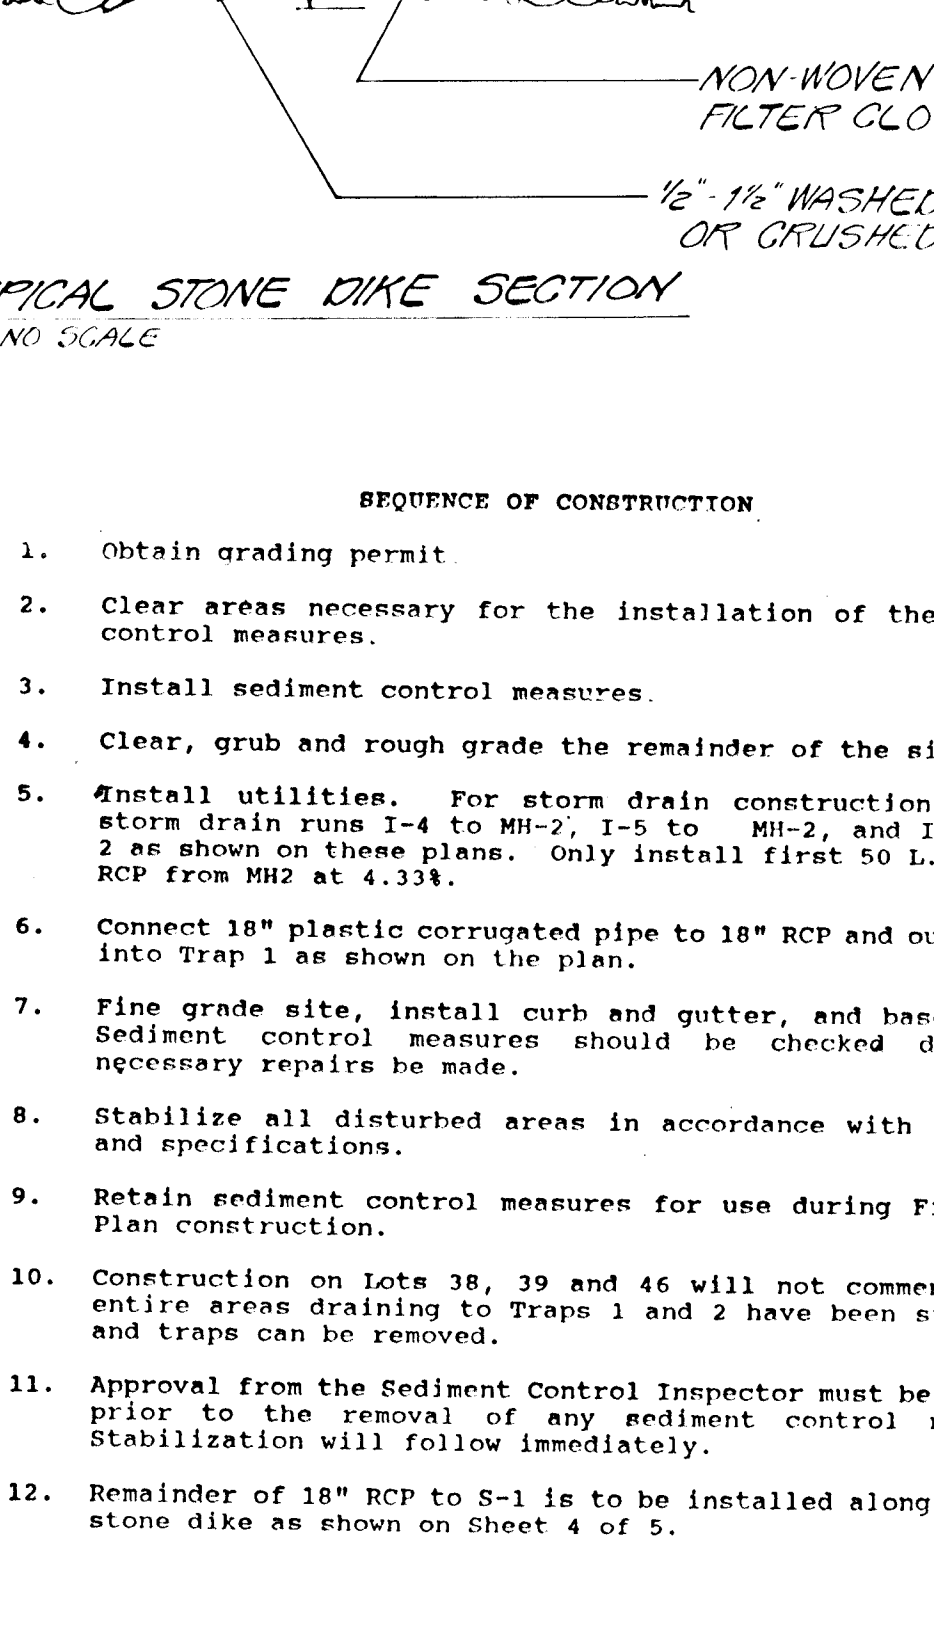 NON-WOVEN
FILTER CLO
1/2" - 1 1/2" WASHED
OR CRUSHED
PICAL STONE DIKE SECTION
NO SCALE
SEQUENCE OF CONSTRUCTION
1. Obtain grading permit.
2. Clear areas necessary for the installation of the
control measures.
3. Install sediment control measures.
4. Clear, grub and rough grade the remainder of the si
5. Install utilities. For storm drain construction
storm drain runs I-4 to MH-2, I-5 to MH-2, and I
2 as shown on these plans. Only install first 50 L.
RCP from MH2 at 4.33%.
6. Connect 18" plastic corrugated pipe to 18" RCP and ou
into Trap 1 as shown on the plan.
7. Fine grade site, install curb and gutter, and bas
Sediment control measures should be checked d
necessary repairs be made.
8. Stabilize all disturbed areas in accordance with
and specifications.
9. Retain sediment control measures for use during F
Plan construction.
10. Construction on Lots 38, 39 and 46 will not comme
entire areas draining to Traps 1 and 2 have been s
and traps can be removed.
11. Approval from the Sediment Control Inspector must be
prior to the removal of any sediment control
Stabilization will follow immediately.
12. Remainder of 18" RCP to S-1 is to be installed along
stone dike as shown on Sheet 4 of 5.